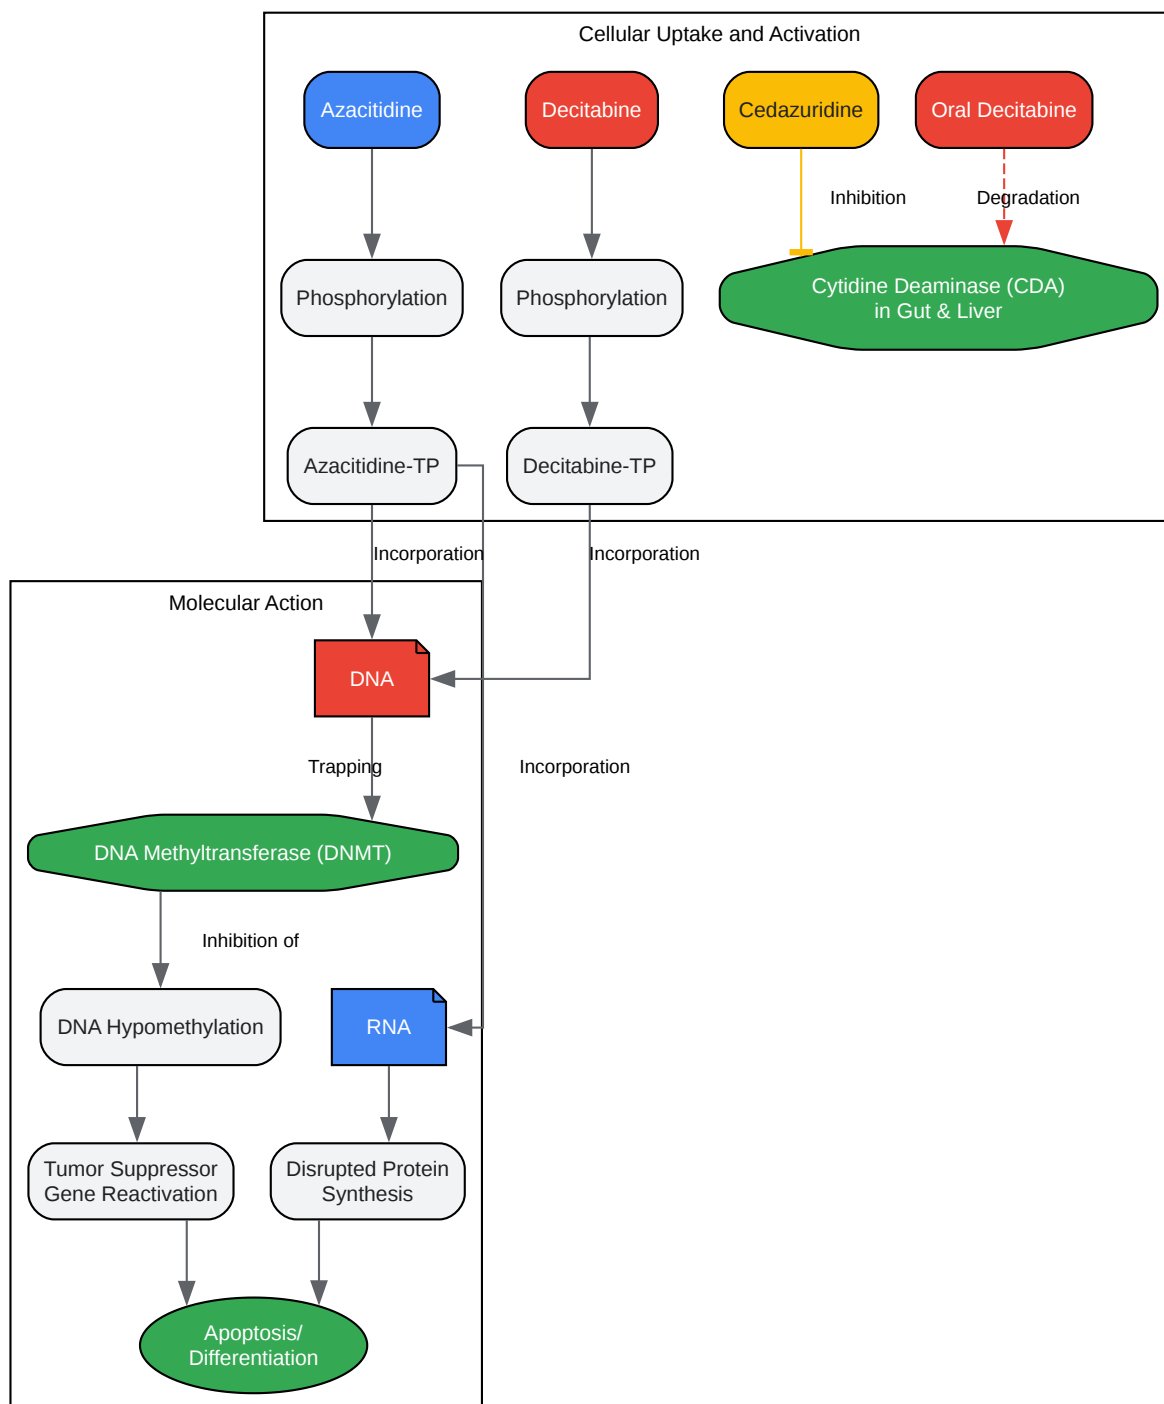 Cellular Uptake and Activation
Azacitidine
Decitabine
Cedazuridine
Oral Decitabine
Inhibition
Degradation
Phosphorylation
Phosphorylation
Cytidine Deaminase (CDA)
in Gut & Liver
Azacitidine-TP
Decitabine-TP
Incorporation
Incorporation
Molecular Action
DNA
Trapping
Incorporation
DNA Methyltransferase (DNMT)
Inhibition of
DNA Hypomethylation
RNA
Tumor Suppressor
Gene Reactivation
Disrupted Protein
Synthesis
Apoptosis/
Differentiation